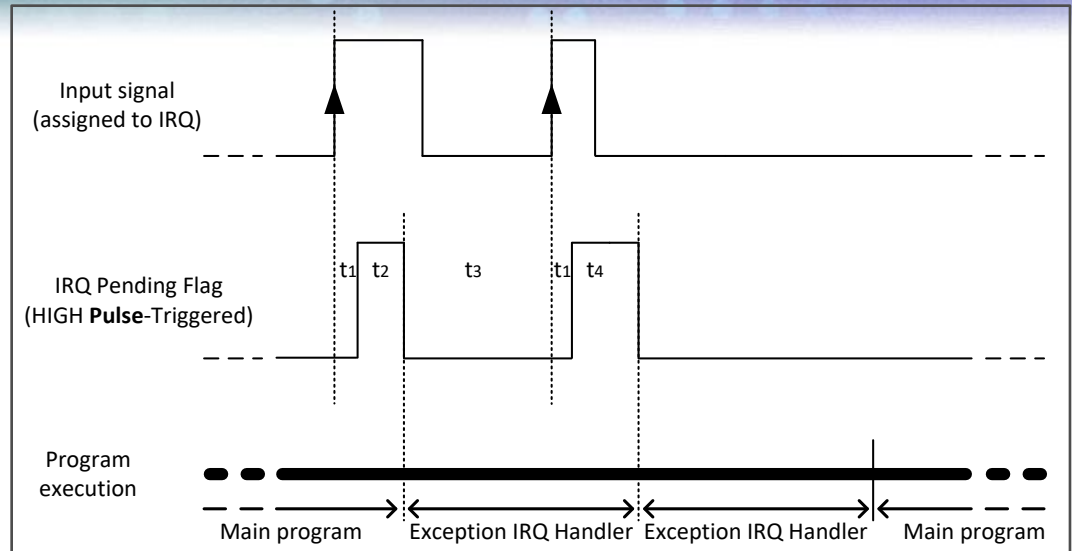 Input signal
(assigned to IRQ)
t1 t2 t3 t1 t4
IRQ Pending Flag
(HIGH Pulse-Triggered)
Program
execution
Main program Exception IRQ Handler Exception IRQ Handler Main program